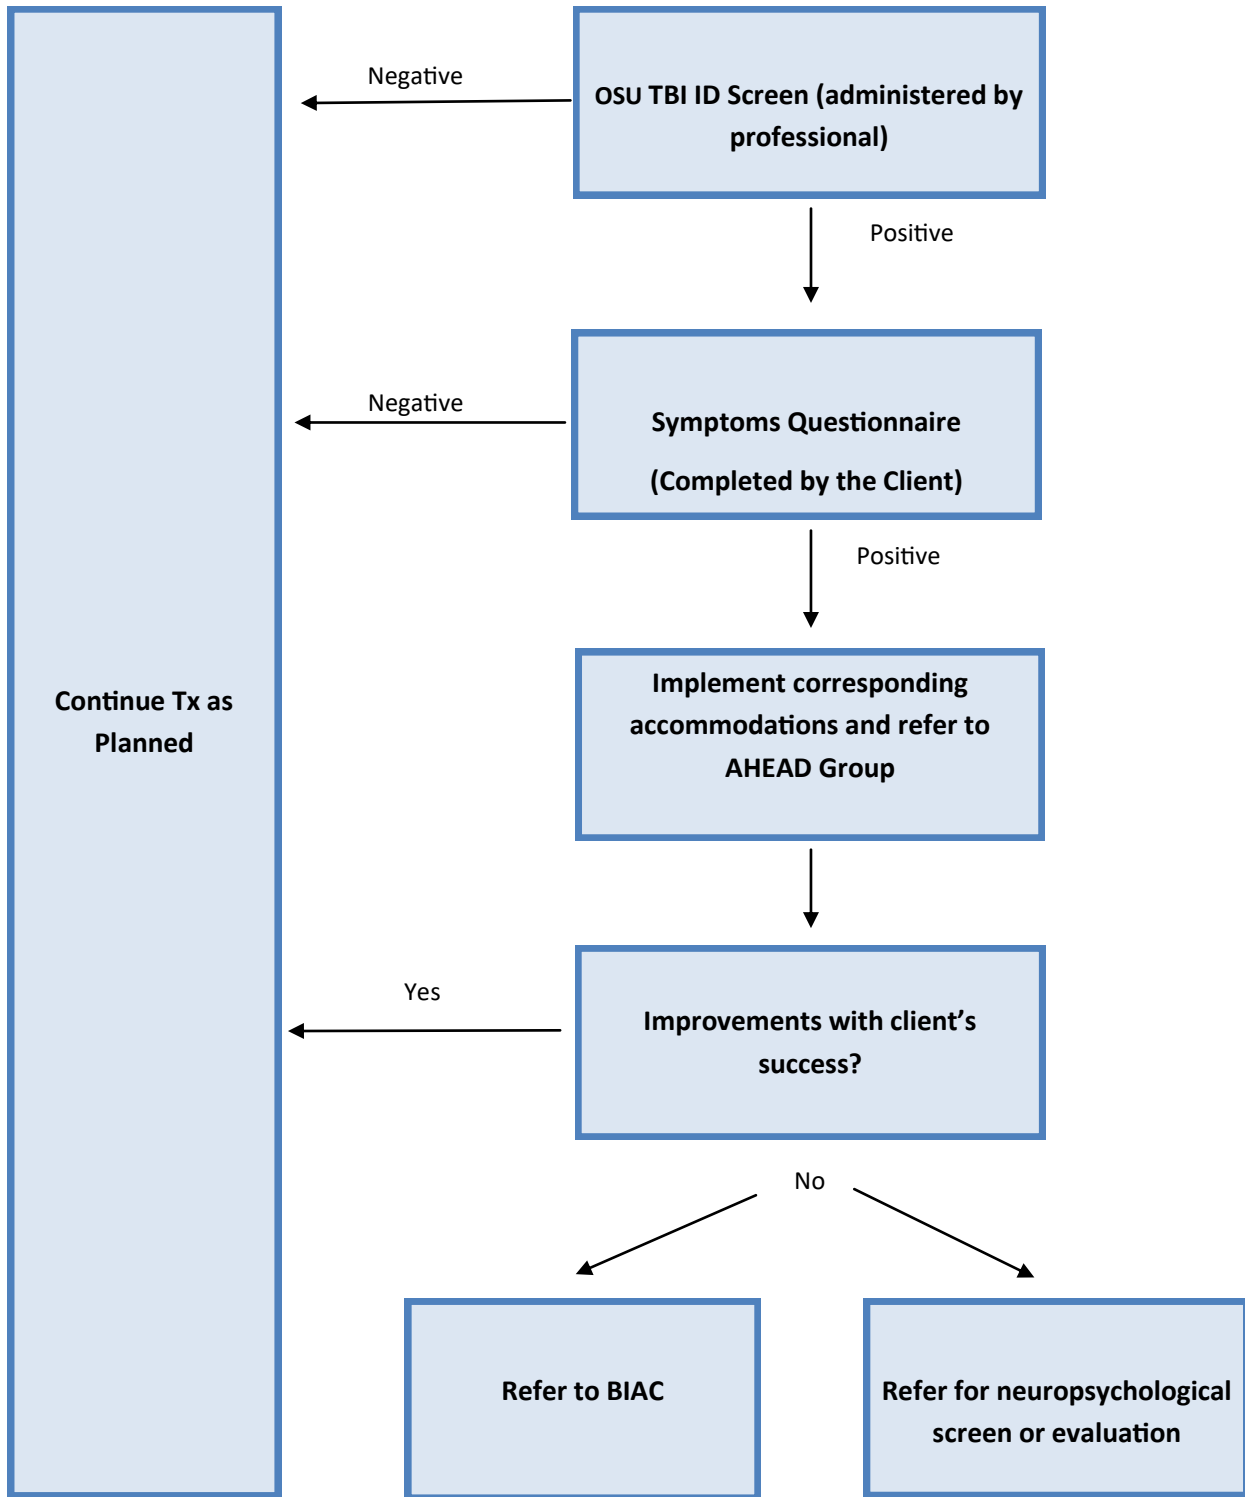 Negative
OSU TBI ID Screen (administered by
professional)
Positive
Negative
Symptoms Questionnaire
(Completed by the Client)
Positive
Continue Tx as
Planned
Implement corresponding
accommodations and refer to
AHEAD Group
Yes
Improvements with client’s
success?
No
Refer to BIAC
Refer for neuropsychological
screen or evaluation